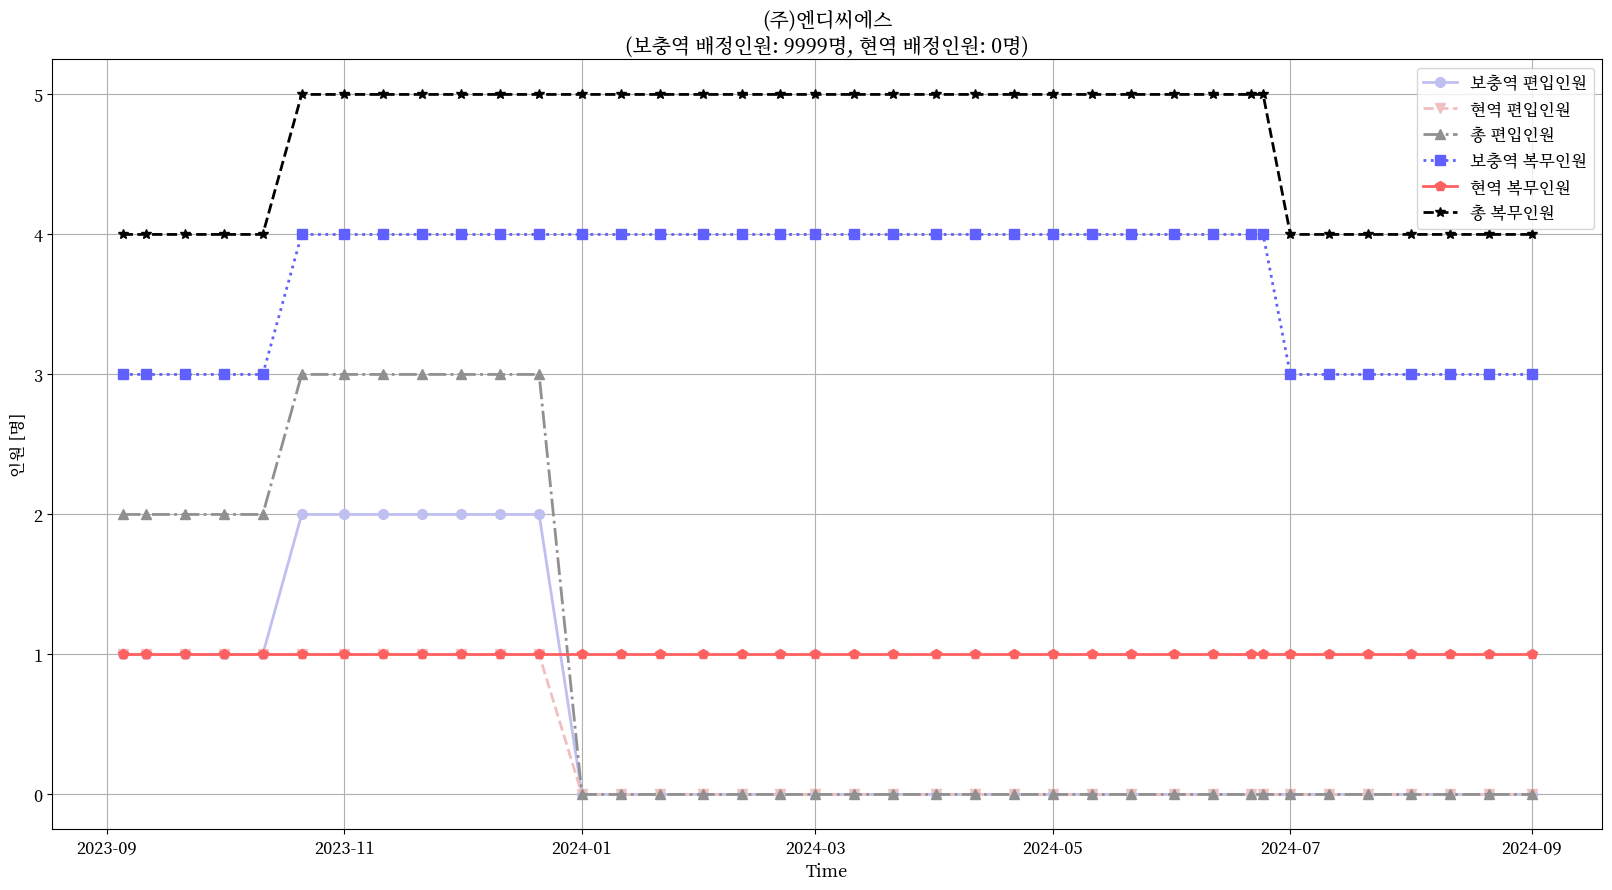 (주)엔디씨에스
(보충역 배정인원: 9999명, 현역 배정인원: 0명)
보충역 편입인원
현역 편입인원
총 편입인원
보충역 복무인원
현역 복무인원
총 복무인원
인원 [명]
5
4
3
2
1
0
2023-09
2023-11
2024-01
2024-03
2024-05
2024-07
2024-09
Time